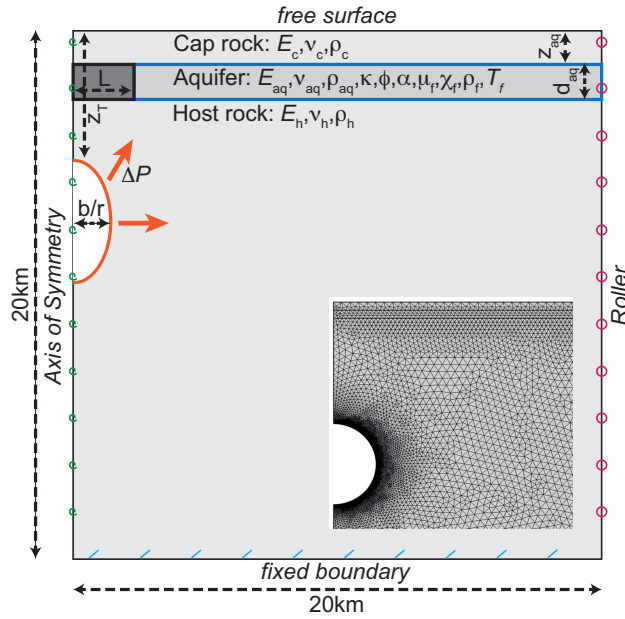 free surface
Cap rock: E_c,ν_c,ρ_c
z_aq
L
Aquifer: E_aq,ν_aq,ρ_aq,κ,ϕ,α,μ_f,χ_f,ρ_f,T_f
d_aq
z_T
Host rock: E_h,ν_h,ρ_h
ΔP
b/r
20km
Axis of Symmetry
Roller
fixed boundary
20km